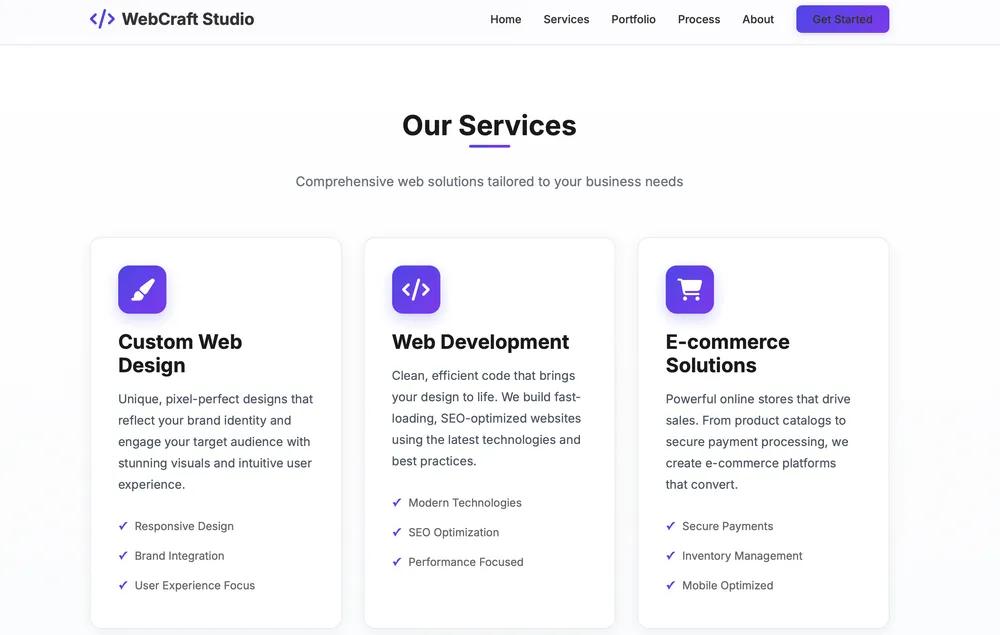 </> WebCraft Studio
Home Services Portfolio Process About Get Started
Our Services
Comprehensive web solutions tailored to your business needs
Custom Web
Design
Unique, pixel-perfect designs that
reflect your brand identity and
engage your target audience with
stunning visuals and intuitive user
experience.
✓ Responsive Design
✓ Brand Integration
✓ User Experience Focus
</>
Web Development
Clean, efficient code that brings
your design to life. We build fast-
loading, SEO-optimized websites
using the latest technologies and
best practices.
✓ Modern Technologies
✓ SEO Optimization
✓ Performance Focused
E-commerce
Solutions
Powerful online stores that drive
sales. From product catalogs to
secure payment processing, we
create e-commerce platforms
that convert.
✓ Secure Payments
✓ Inventory Management
✓ Mobile Optimized